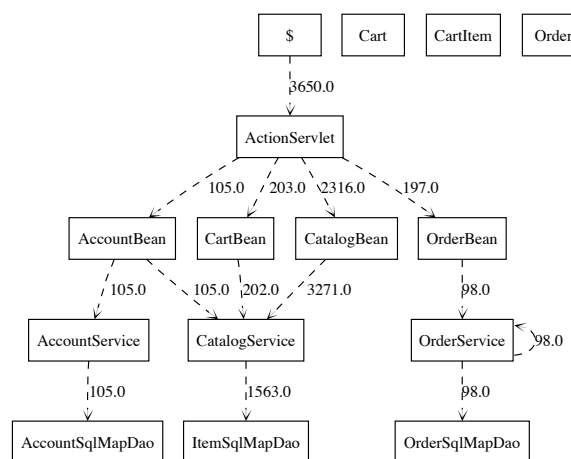 $ Cart CartItem Order
3650.0
ActionServlet
105.0 203.0 2316.0 197.0
AccountBean CartBean CatalogBean OrderBean
105.0 105.0 202.0 3271.0 98.0
AccountService CatalogService OrderService 98.0
105.0 1563.0 98.0
AccountSqlMapDao ItemSqlMapDao OrderSqlMapDao